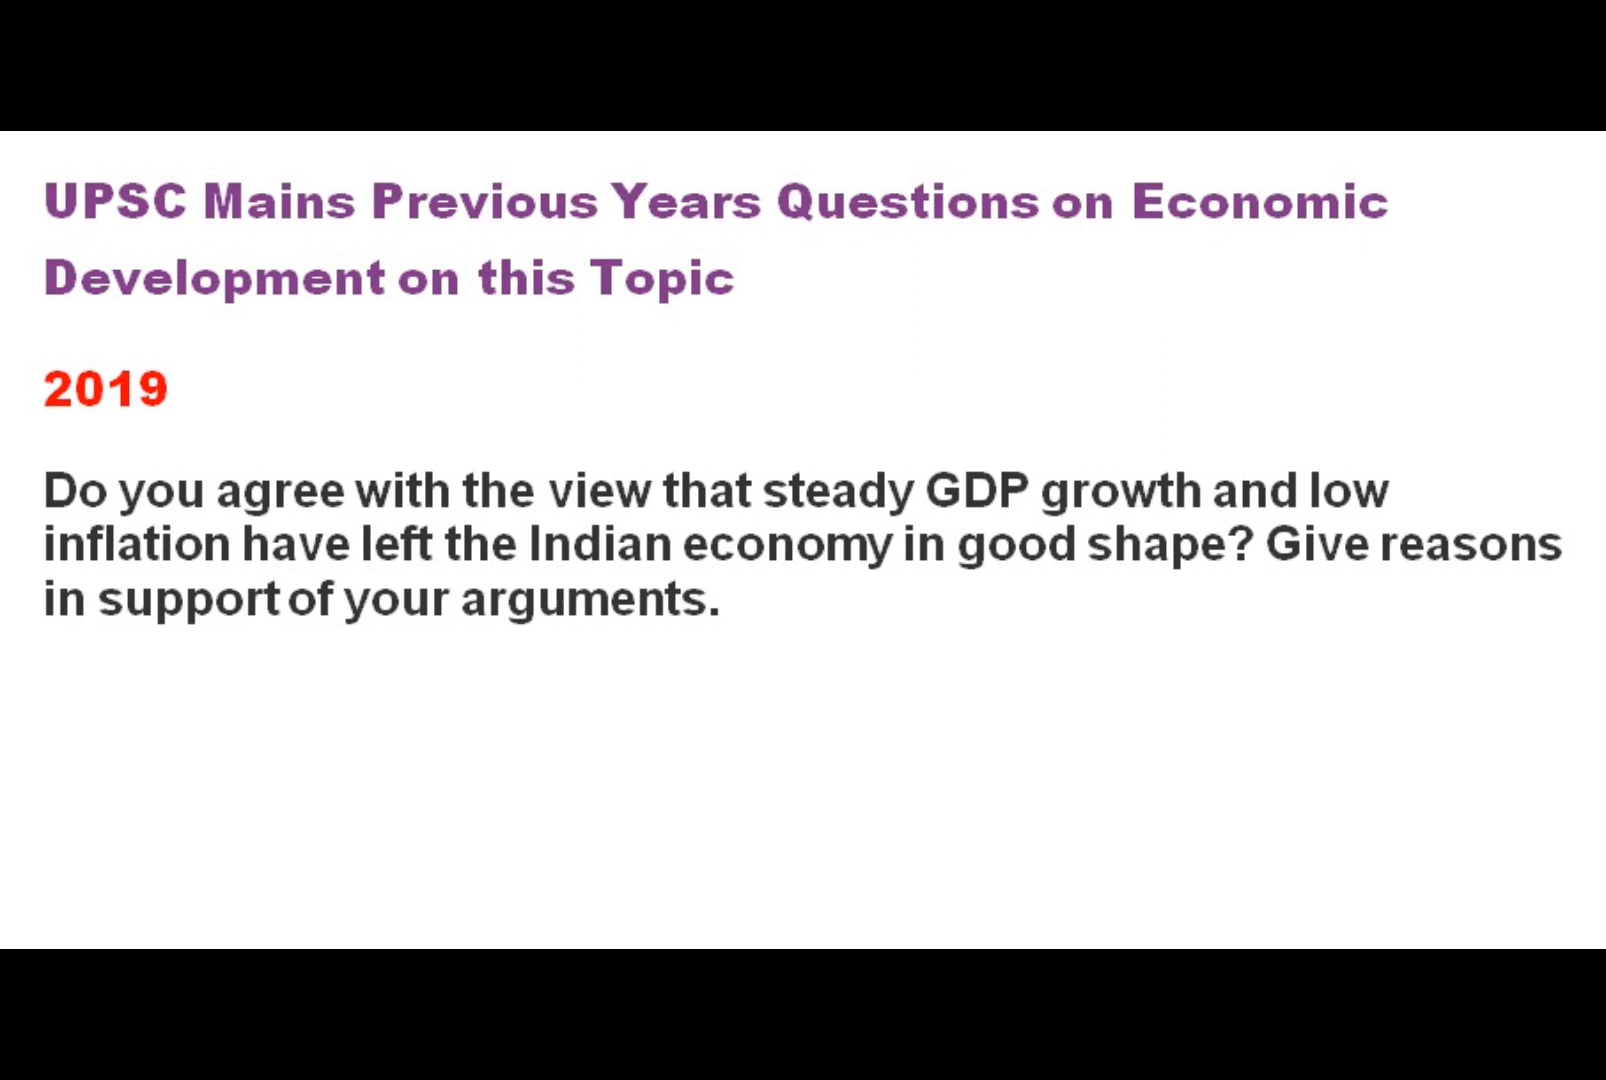 UPSC Mains Previous Years Questions on Economic
Development on this Topic
2019
Do you agree with the view that steady GDP growth and low
inflation have left the Indian economy in good shape? Give reasons
in support of your arguments.